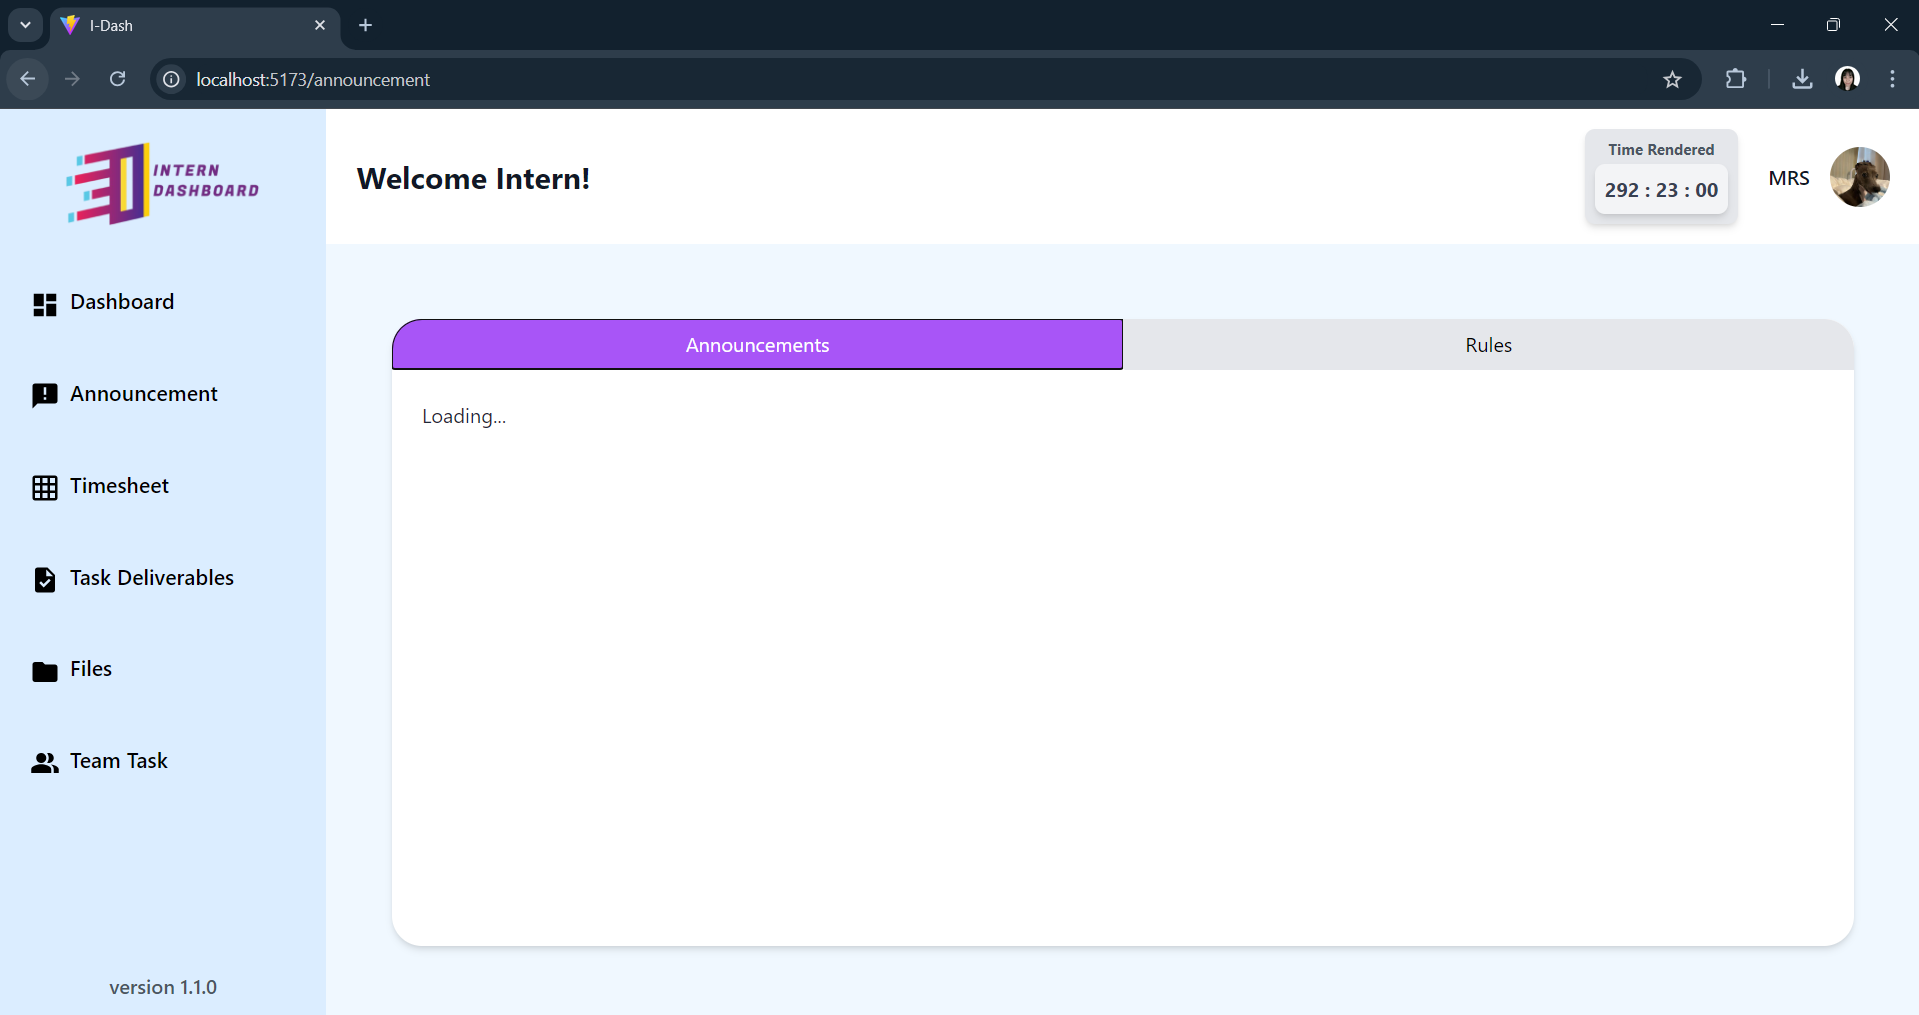 I-Dash
localhost:5173/announcement
INTERN
DASHBOARD
Welcome Intern!
Time Rendered
292 : 23 : 00
MRS
Dashboard
Announcement
Timesheet
Task Deliverables
Files
Team Task
version 1.1.0
Announcements
Rules
Loading...